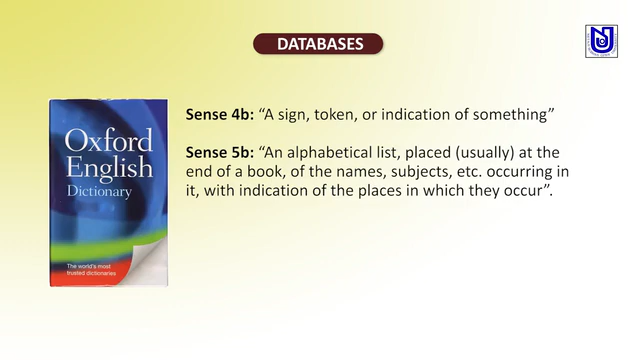 DATABASES
Sense 4b: “A sign, token, or indication of something”
Sense 5b: “An alphabetical list, placed (usually) at the
end of a book, of the names, subjects, etc. occurring in
it, with indication of the places in which they occur”.
Oxford
English
Dictionary
The world's most
trusted dictionaries